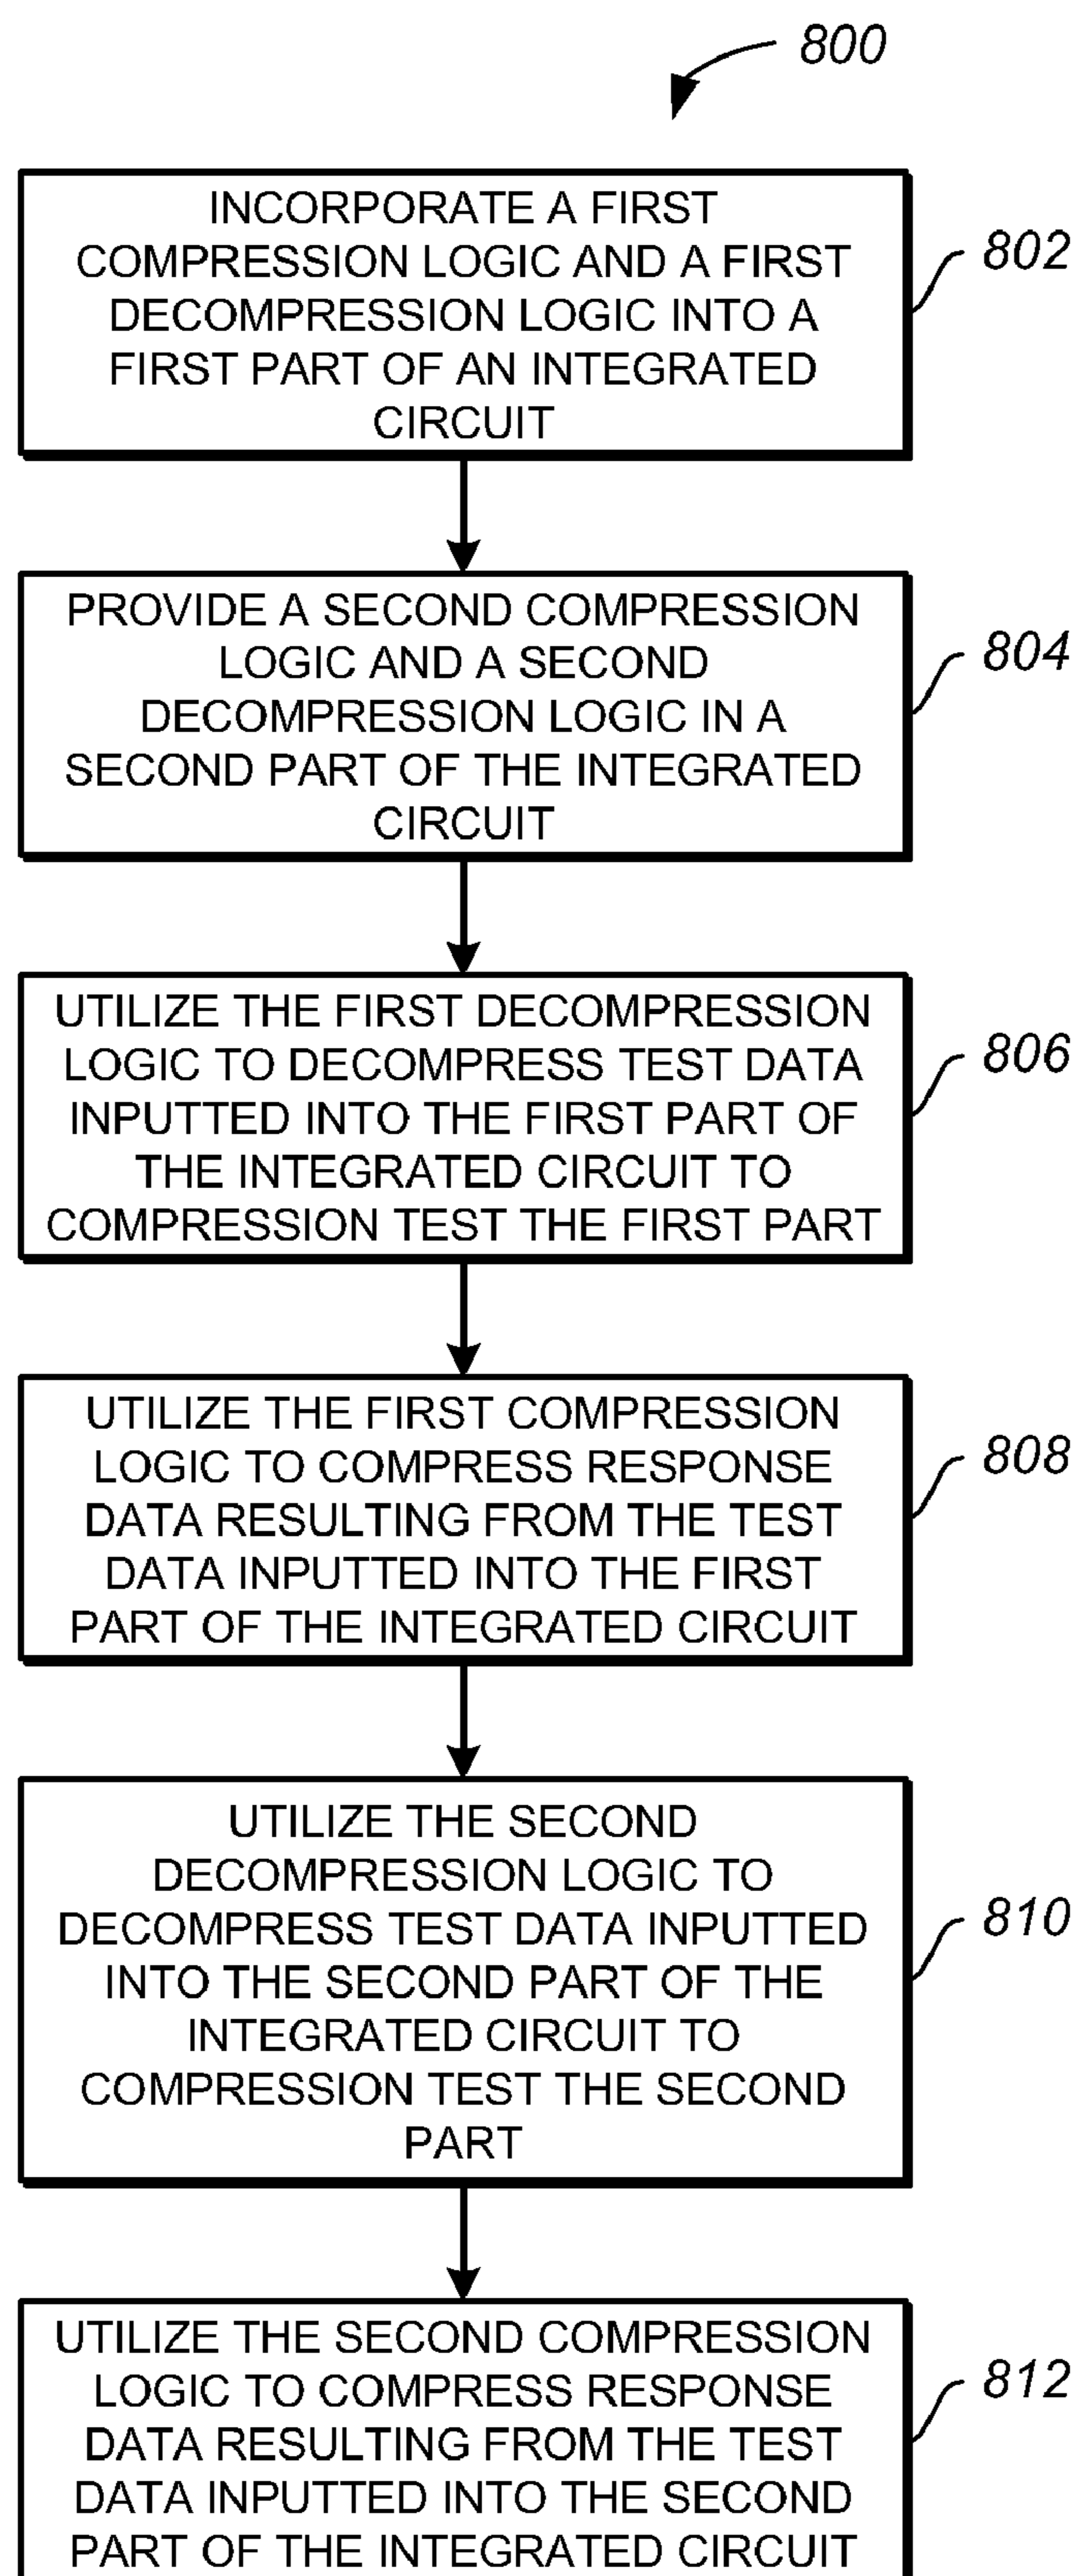 800
INCORPORATE A FIRST
COMPRESSION LOGIC AND A FIRST
DECOMPRESSION LOGIC INTO A
FIRST PART OF AN INTEGRATED
CIRCUIT
802
PROVIDE A SECOND COMPRESSION
LOGIC AND A SECOND
DECOMPRESSION LOGIC IN A
SECOND PART OF THE INTEGRATED
CIRCUIT
804
UTILIZE THE FIRST DECOMPRESSION
LOGIC TO DECOMPRESS TEST DATA
INPUTTED INTO THE FIRST PART OF
THE INTEGRATED CIRCUIT TO
COMPRESSION TEST THE FIRST PART
806
UTILIZE THE FIRST COMPRESSION
LOGIC TO COMPRESS RESPONSE
DATA RESULTING FROM THE TEST
DATA INPUTTED INTO THE FIRST
PART OF THE INTEGRATED CIRCUIT
808
UTILIZE THE SECOND
DECOMPRESSION LOGIC TO
DECOMPRESS TEST DATA INPUTTED
INTO THE SECOND PART OF THE
INTEGRATED CIRCUIT TO
COMPRESSION TEST THE SECOND
PART
810
UTILIZE THE SECOND COMPRESSION
LOGIC TO COMPRESS RESPONSE
DATA RESULTING FROM THE TEST
DATA INPUTTED INTO THE SECOND
PART OF THE INTEGRATED CIRCUIT
812